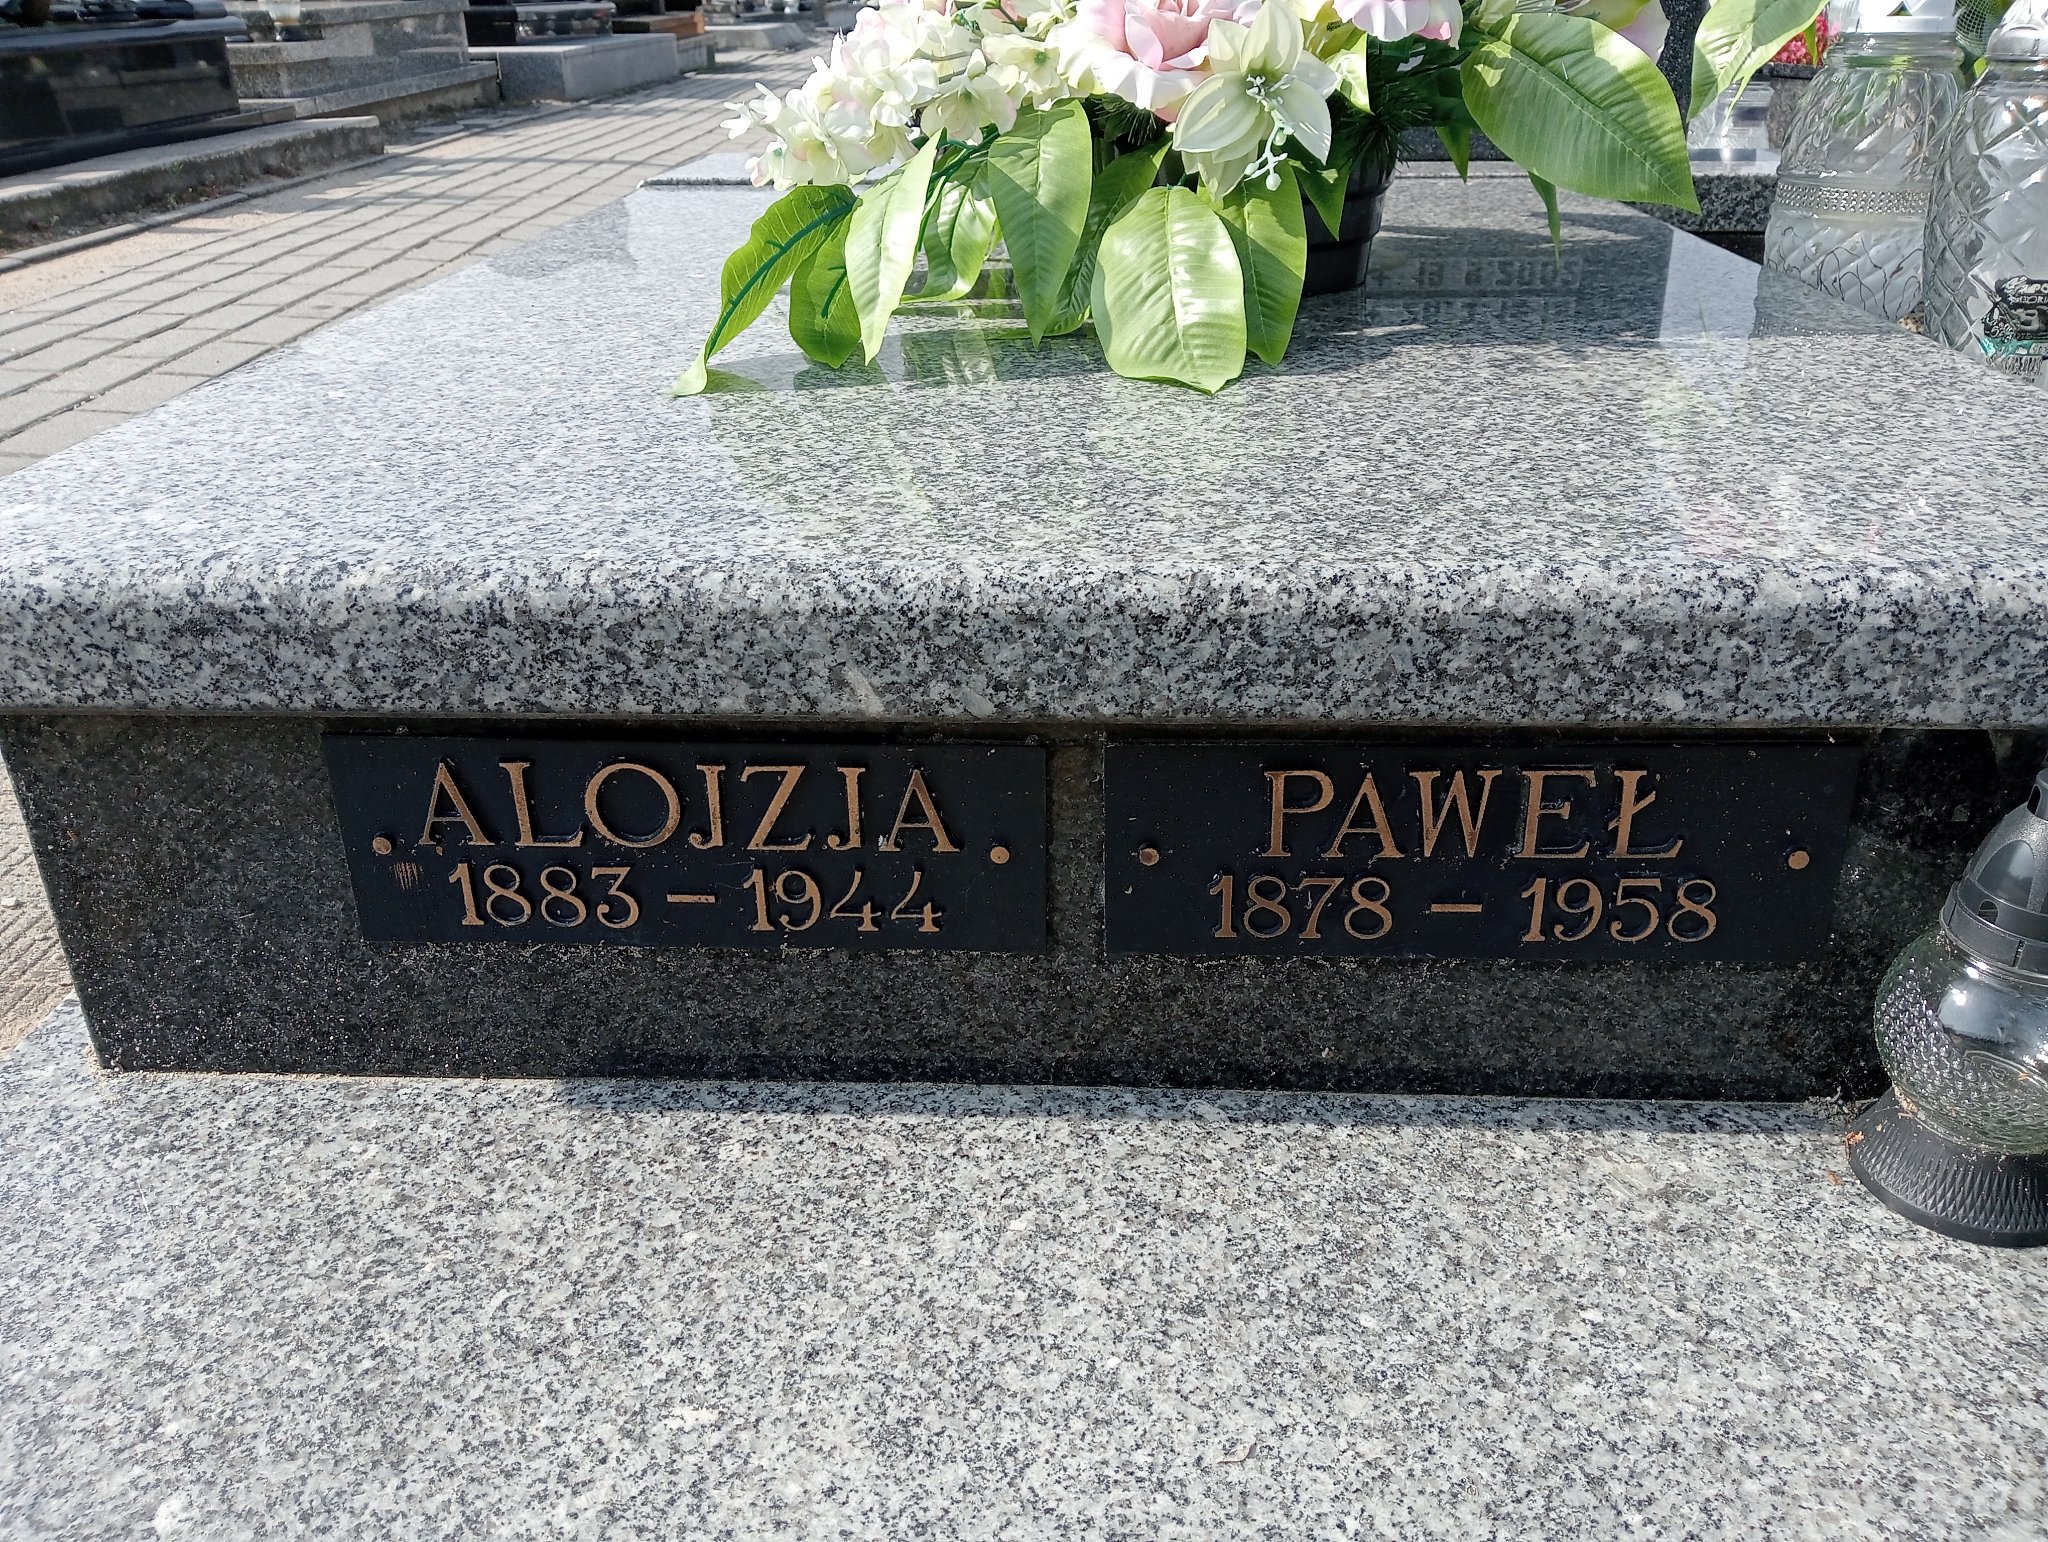 ALOJZJA
1883 – 1944
PAWEŁ
1878 – 1958